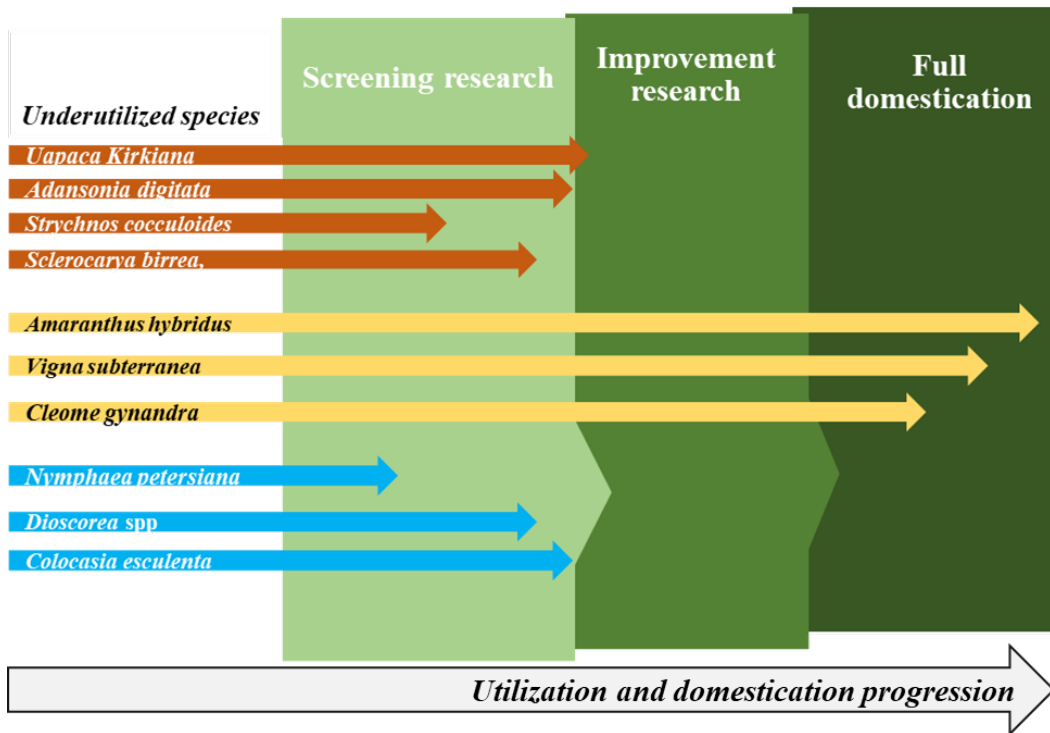 Underutilized species
Screening research
Improvement
research
Full
domestication
Uapaca Kirkiana
Adansonia digitata
Strychnos cocculoides
Sclerocarya birrea,
Amaranthus hybridus
Vigna subterranea
Cleome gynandra
Nymphaea petersiana
Dioscorea spp
Colocasia esculenta
Utilization and domestication progression